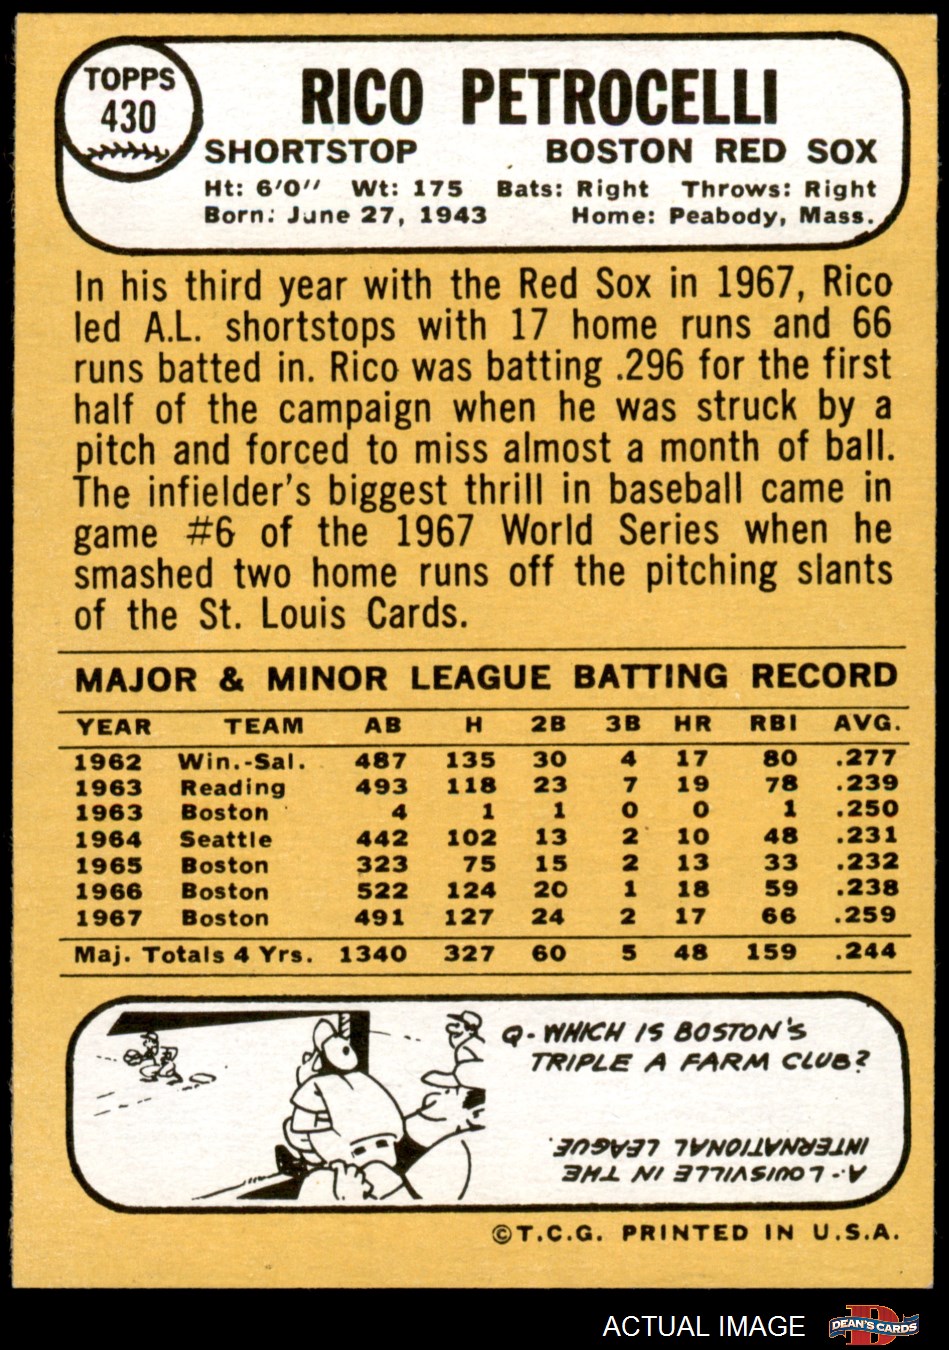 TOPPS
430
RICO PETROCELLI
SHORTSTOP BOSTON RED SOX
Ht: 6'0" Wt: 175 Bats: Right Throws: Right
Born: June 27, 1943 Home: Peabody, Mass.
In his third year with the Red Sox in 1967, Rico
led A.L. shortstops with 17 home runs and 66
runs batted in. Rico was batting .296 for the first
half of the campaign when he was struck by a
pitch and forced to miss almost a month of ball.
The infielder's biggest thrill in baseball came in
game #6 of the 1967 World Series when he
smashed two home runs off the pitching slants
of the St. Louis Cards.
MAJOR & MINOR LEAGUE BATTING RECORD
YEAR TEAM AB H 2B 3B HR RBI AVG.
1962 Win.-Sal. 487 135 30 4 17 80 .277
1963 Reading 493 118 23 7 19 78 .239
1963 Boston 4 1 1 0 0 1 .250
1964 Seattle 442 102 13 2 10 48 .231
1965 Boston 323 75 15 2 13 33 .232
1966 Boston 522 124 20 1 18 59 .238
1967 Boston 491 127 24 2 17 66 .259
Maj. Totals 4 Yrs. 1340 327 60 5 48 159 .244
Q-WHICH IS BOSTON'S
TRIPLE A FARM CLUB?
A-LOUISVILLE IN THE
INTERNATIONAL LEAGUE.
©T.C.G. PRINTED IN U.S.A.
ACTUAL IMAGE
D
DEAN'S CARDS